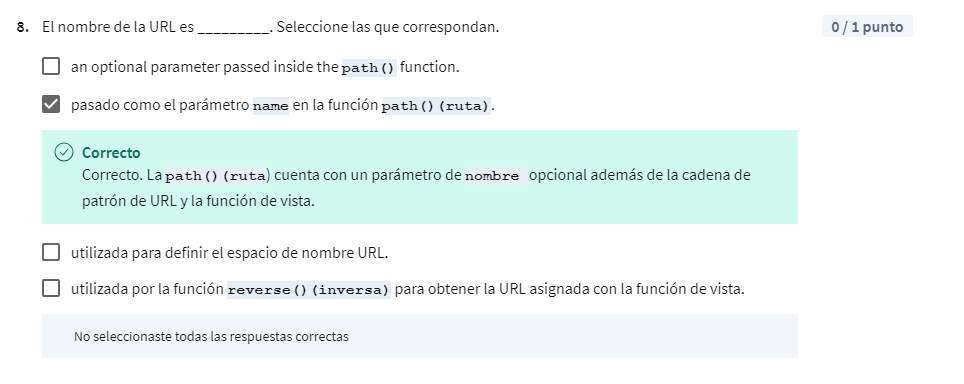 8. El nombre de la URL es _________. Seleccione las que correspondan.
0 / 1 punto
an optional parameter passed inside the path() function.
pasado como el parámetro name en la función path()(ruta).
Correcto
Correcto. La path()(ruta) cuenta con un parámetro de nombre opcional además de la cadena de
patrón de URL y la función de vista.
utilizada para definir el espacio de nombre URL.
utilizada por la función reverse()(inversa) para obtener la URL asignada con la función de vista.
No seleccionaste todas las respuestas correctas